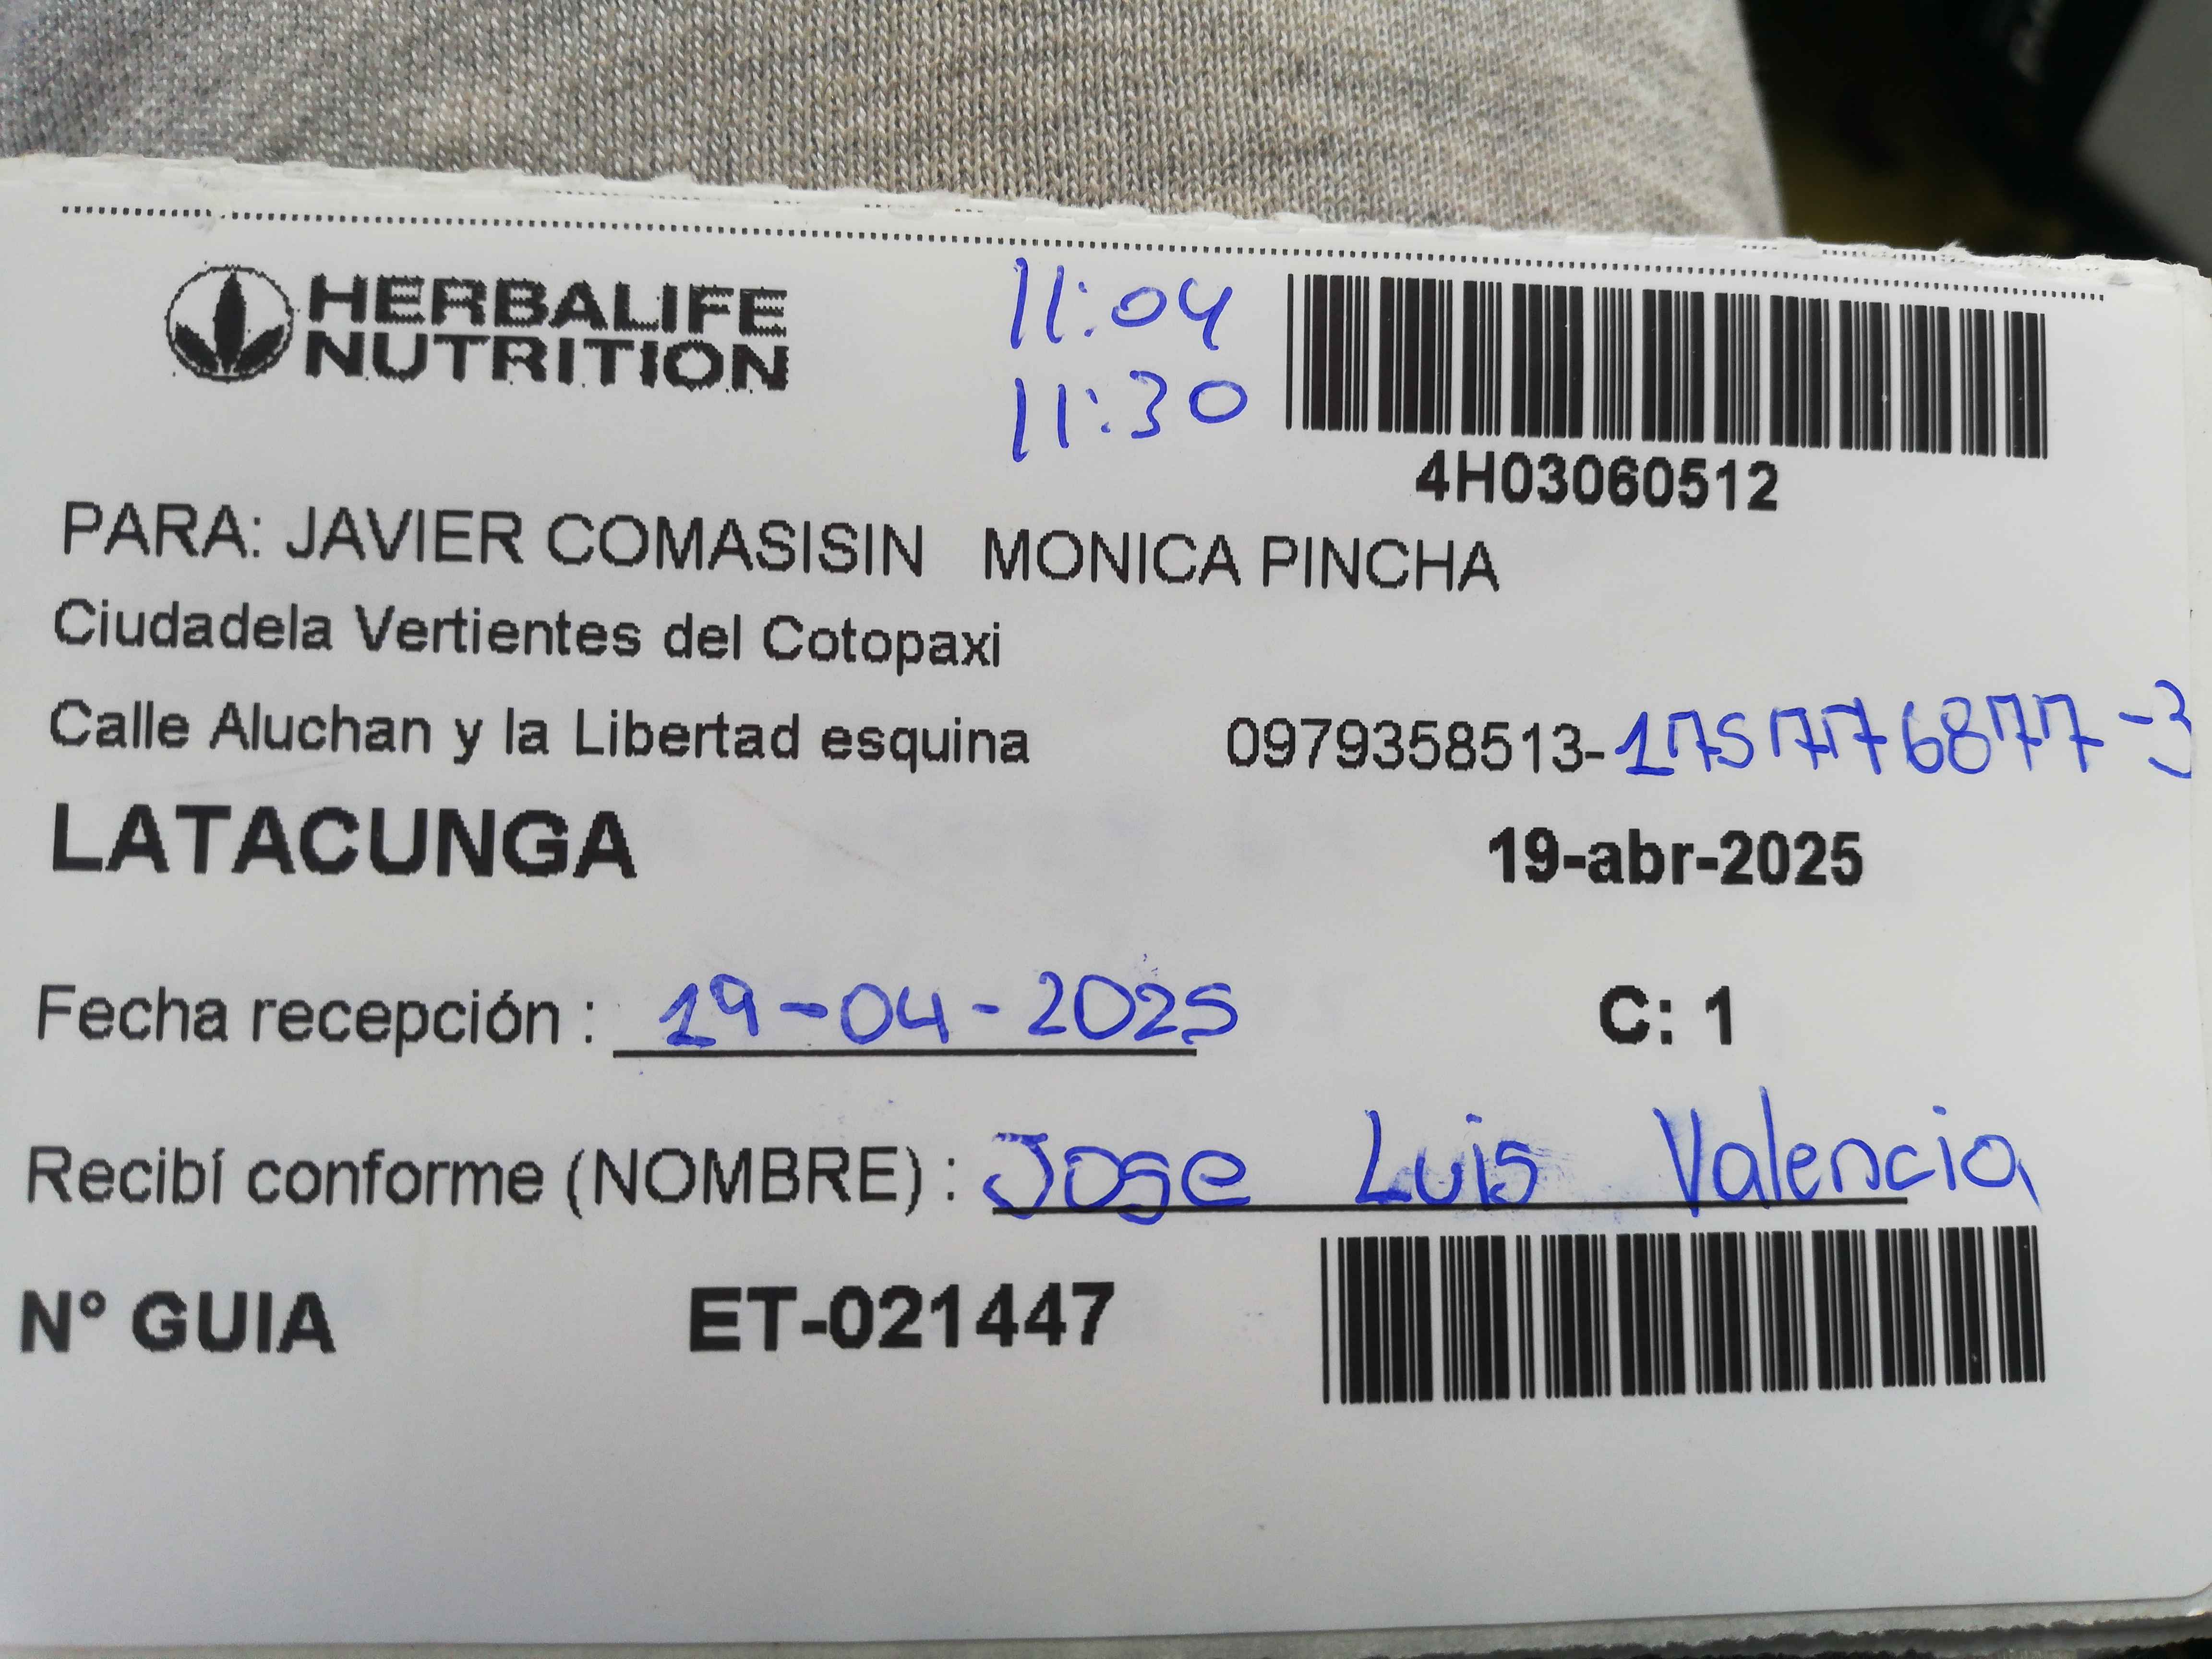 HERBALIFE
NUTRITION
11:04
11:30
4H03060512
PARA: JAVIER COMASISIN MONICA PINCHA
Ciudadela Vertientes del Cotopaxi
Calle Aluchan y la Libertad esquina 0979358513-1757776877-3
LATACUNGA 19-abr-2025
Fecha recepción : 19-04-2025 C: 1
Recibí conforme (NOMBRE) : Jose Luis Valencia
N° GUIA ET-021447